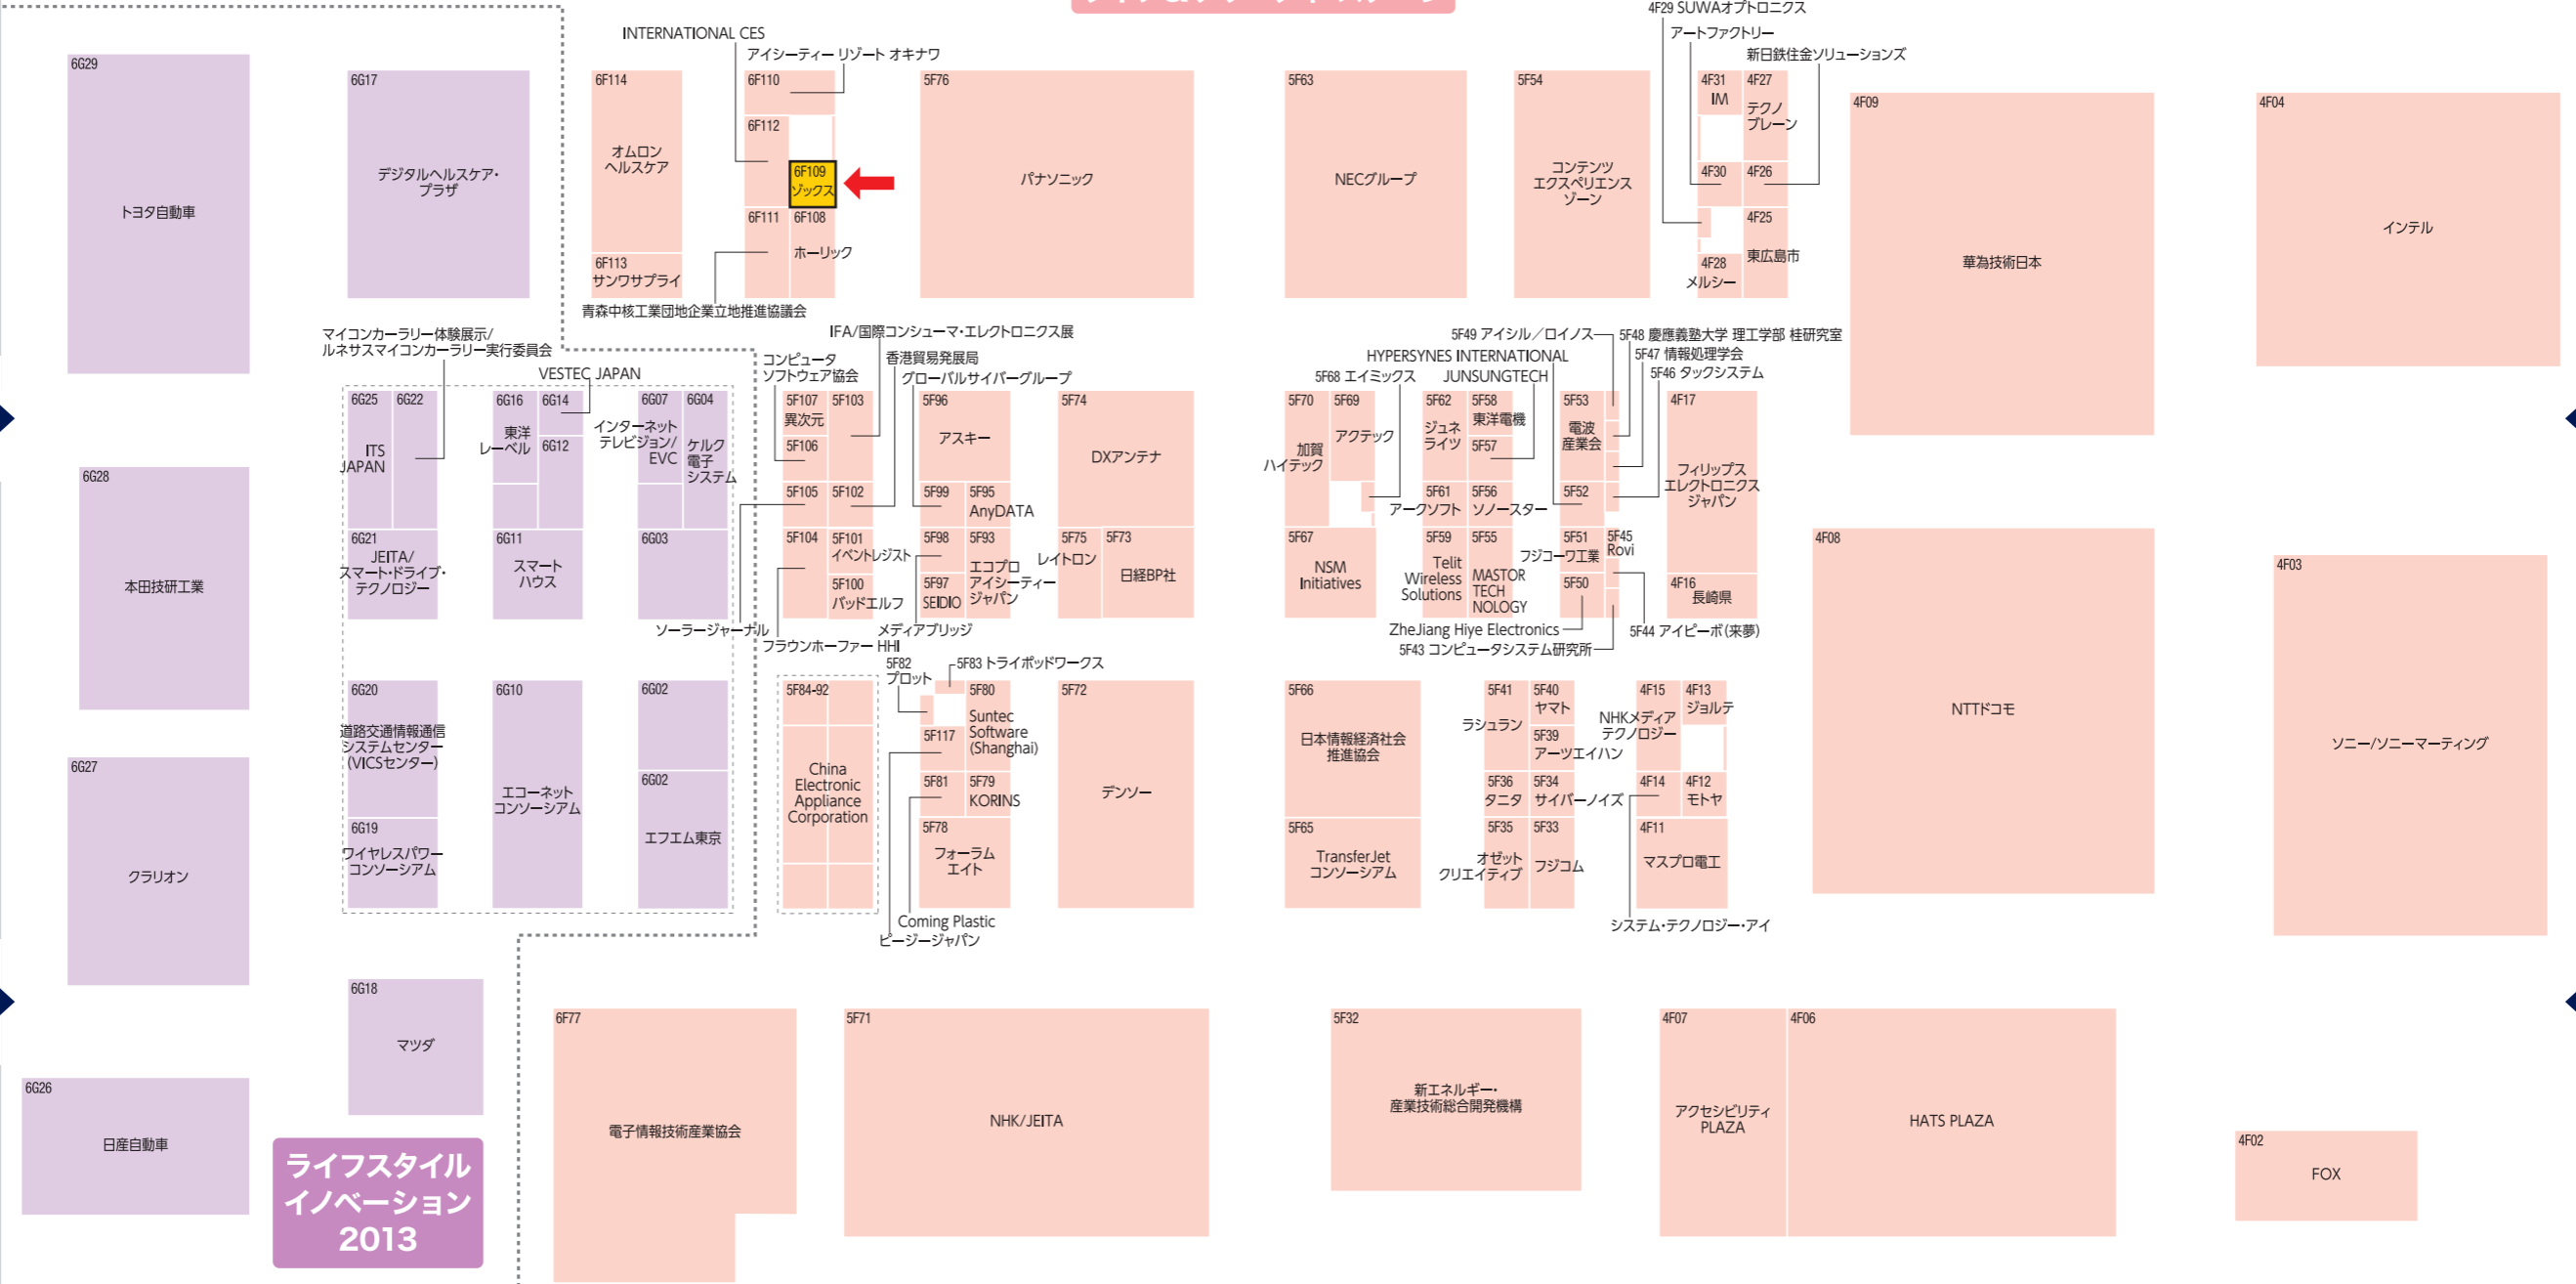 4F29 SUWAオプトロニクス
アートファクトリー
新日鉄住金ソリューションズ
INTERNATIONAL CES
アイシーティー リゾート オキナワ
6G29
トヨタ自動車
6G17
デジタルヘルスケア・
プラザ
6F114
オムロン
ヘルスケア
6F113
サンワサプライ
6F110
6F112
6F109
ゾックス
6F111
6F108
ホーリック
青森中核工業団地企業立地推進協議会
5F76
パナソニック
5F63
NECグループ
5F54
コンテンツ
エクスペリエンス
ゾーン
4F31
IM
4F27
テクノ
ブレーン
4F30
4F26
4F25
東広島市
4F28
メルシー
4F09
華為技術日本
4F04
インテル
マイコンカーラリー体験展示/
ルネサスマイコンカーラリー実行委員会
VESTEC JAPAN
6G25
ITS
JAPAN
6G22
6G16
東洋
レーベル
6G14
6G12
6G07
インターネット
テレビジョン/
EVC
6G04
ケルク
電子
システム
6G21
JEITA/
スマート・ドライブ・
テクノロジー
6G11
スマート
ハウス
6G03
6G28
本田技研工業
IFA/国際コンシューマ・エレクトロニクス展
コンピュータ
ソフトウェア協会
香港貿易発展局
グローバルサイバーグループ
5F107
異次元
5F103
5F106
5F105
5F102
5F104
5F101
イベントレジスト
5F100
バッドエルフ
ソーラージャーナル
フラウンホーファー HHI
5F96
アスキー
5F99
5F95
AnyDATA
5F98
5F93
エコプロ
アイシーティー
ジャパン
5F97
SEIDIO
メディアブリッジ
5F74
DXアンテナ
5F75
レイトロン
5F73
日経BP社
5F49 アイシル／ロイノス
5F48 慶應義塾大学 理工学部 桂研究室
HYPERSYNES INTERNATIONAL
5F47 情報処理学会
5F68 エイミックス
JUNSUNGTECH
5F46 タックシステム
5F70
加賀
ハイテック
5F69
アクテック
5F67
NSM
Initiatives
5F62
ジュネ
ライツ
5F58
東洋電機
5F57
5F61
アークソフト
5F56
ソノースター
5F59
Telit
Wireless
Solutions
5F55
MASTOR
TECH
NOLOGY
5F53
電波
産業会
5F52
5F51
フジコーワ工業
5F45
Rovi
5F50
ZheJiang Hiye Electronics
5F44 アイピーボ(来夢)
5F43 コンピュータシステム研究所
4F17
フィリップス
エレクトロニクス
ジャパン
4F16
長崎県
4F08
NTTドコモ
4F03
ソニー/ソニーマーティング
6G20
道路交通情報通信
システムセンター
(VICSセンター)
6G19
ワイヤレスパワー
コンソーシアム
6G10
エコーネット
コンソーシアム
6G02
6G02
エフエム東京
6G27
クラリオン
5F82
プロット
5F83 トライポッドワークス
5F84-92
China
Electronic
Appliance
Corporation
5F80
Suntec
Software
(Shanghai)
5F117
5F81
5F79
KORINS
5F78
フォーラム
エイト
Coming Plastic
ピージージャパン
5F72
デンソー
5F66
日本情報経済社会
推進協会
5F65
TransferJet
コンソーシアム
5F41
ラシュラン
5F40
ヤマト
5F39
アーツエイハン
5F36
タニタ
5F34
サイバーノイズ
5F35
オゼット
クリエイティブ
5F33
フジコム
4F15
NHKメディア
テクノロジー
4F13
ジョルテ
4F14
4F12
モトヤ
4F11
マスプロ電工
システム・テクノロジー・アイ
6G18
マツダ
6G26
日産自動車
ライフスタイル
イノベーション
2013
6F77
電子情報技術産業協会
5F71
NHK/JEITA
5F32
新エネルギー・
産業技術総合開発機構
4F07
アクセシビリティ
PLAZA
4F06
HATS PLAZA
4F02
FOX